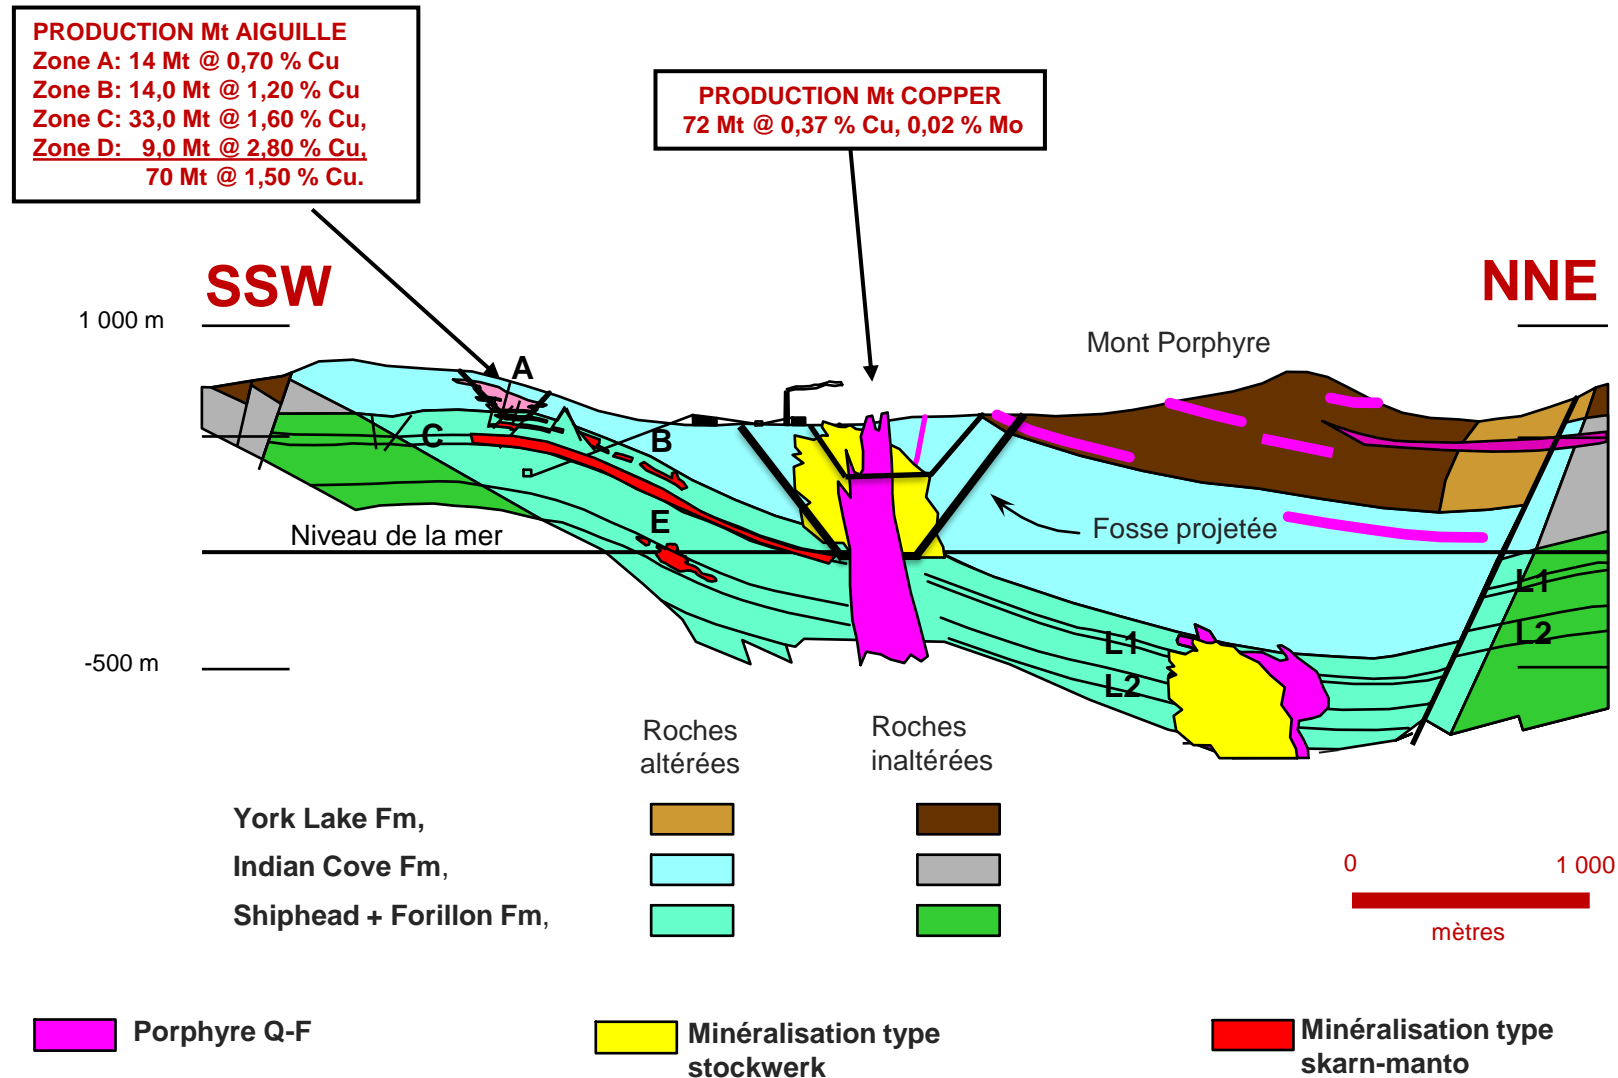 PRODUCTION Mt AIGUILLE
Zone A: 14 Mt @ 0,70 % Cu
Zone B: 14,0 Mt @ 1,20 % Cu
Zone C: 33,0 Mt @ 1,60 % Cu,
Zone D: 9,0 Mt @ 2,80 % Cu,
70 Mt @ 1,50 % Cu.
PRODUCTION Mt COPPER
72 Mt @ 0,37 % Cu, 0,02 % Mo
SSW
NNE
1 000 m
Mont Porphyre
A
C
B
E
Niveau de la mer
Fosse projetée
L1
L2
L1
L2
-500 m
Roches
altérées
Roches
inaltérées
York Lake Fm,
Indian Cove Fm,
Shiphead + Forillon Fm,
0
1 000
mètres
Porphyre Q-F
Minéralisation type
stockwerk
Minéralisation type
skarn-manto